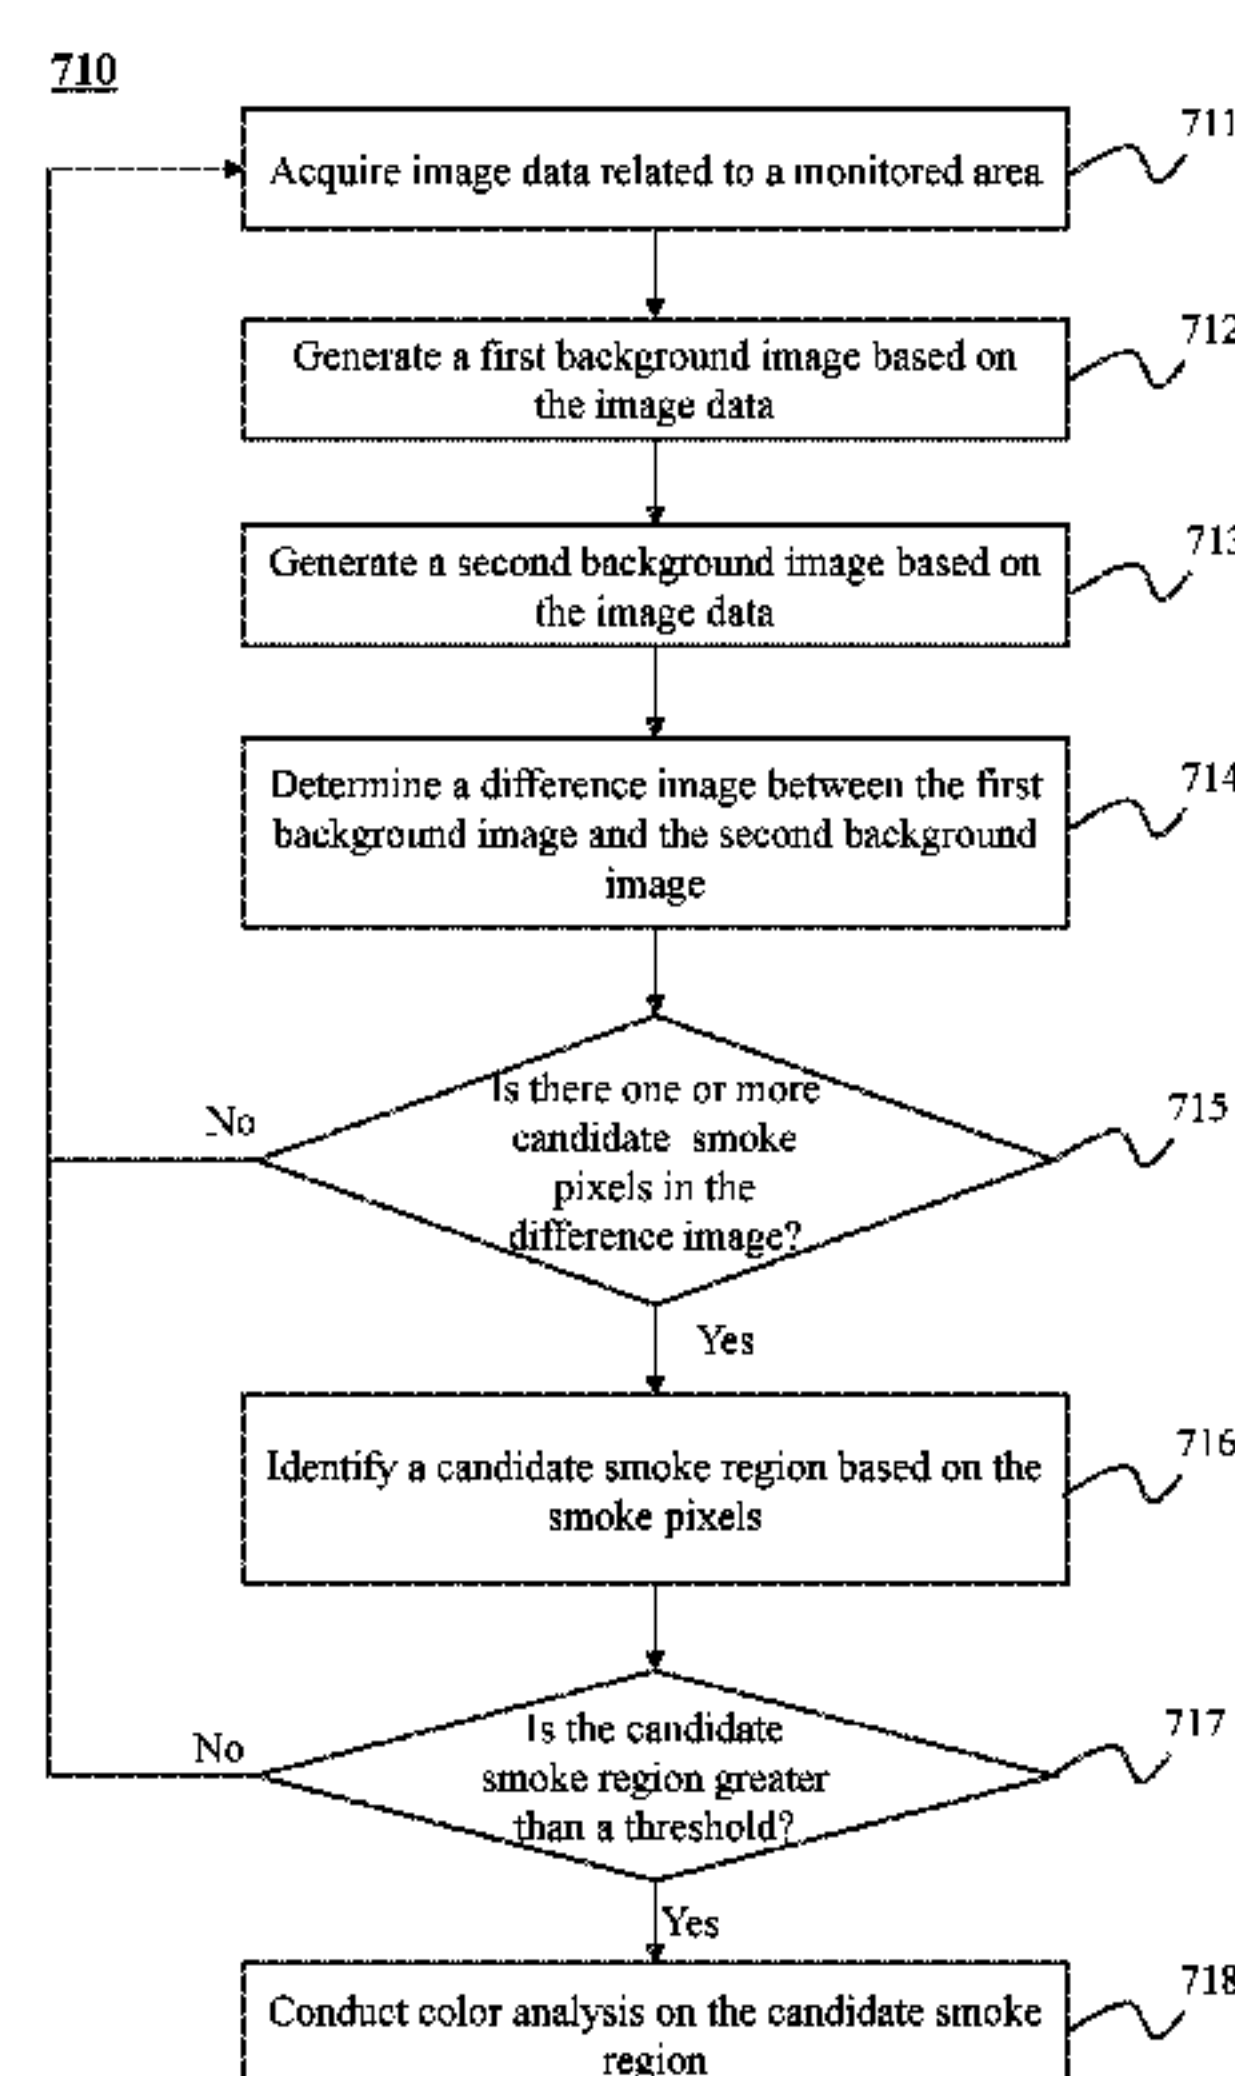 710
Acquire image data related to a monitored area
711
Generate a first background image based on
the image data
712
Generate a second background image based on
the image data
713
Determine a difference image between the first
background image and the second background
image
714
Is there one or more
candidate smoke
pixels in the
difference image?
715
No
Yes
Identify a candidate smoke region based on the
smoke pixels
716
Is the candidate
smoke region greater
than a threshold?
717
No
Yes
Conduct color analysis on the candidate smoke
region
718